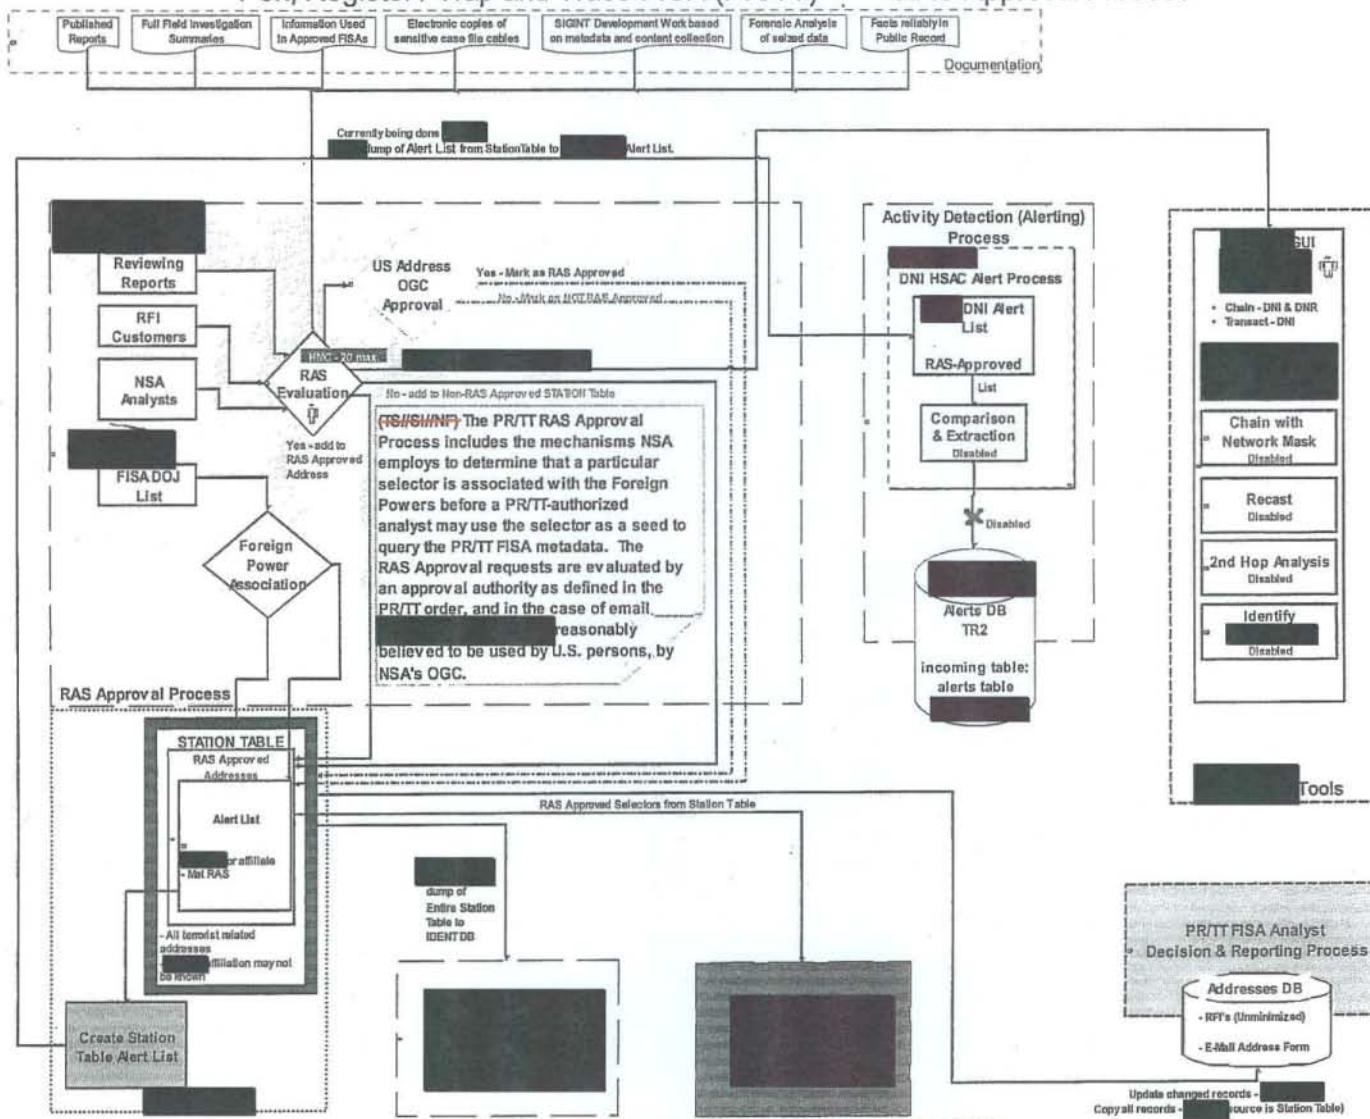 Published
Reports
Full Field Investigation
Summaries
Information Used
In Approved FISAs
Electronic copies of
sensitive case file cables
SIGINT Development Work based
on metadata and content collection
Forensic Analysis
of seized data
Facts reliably in
Public Record
Documentation
Currently being done
dump of Alert List from StationTable to Alert List.
Reviewing
Reports
RFI
Customers
NSA
Analysts
FISA DOJ
List
US Address
OGC
Approval
Yes - Mark as RAS Approved
No - Mark as NOT RAS Approved
HMC - 20 max
RAS
Evaluation
No - add to Non-RAS Approved STATION Table
Yes - add to
RAS Approved
Address
Foreign
Power
Association
(TS//SI//NF) The PR/TT RAS Approval
Process includes the mechanisms NSA
employs to determine that a particular
selector is associated with the Foreign
Powers before a PR/TT-authorized
analyst may use the selector as a seed to
query the PR/TT FISA metadata. The
RAS Approval requests are evaluated by
an approval authority as defined in the
PR/TT order, and in the case of email
reasonably
believed to be used by U.S. persons, by
NSA's OGC.
RAS Approval Process
Activity Detection (Alerting)
Process
DNI HSAC Alert Process
DNI Alert
List
RAS-Approved
List
Comparison
& Extraction
Disabled
Disabled
Alerts DB
TR2
incoming table:
alerts table
GUI
• Chain - DNI & DNR
• Transact - DNI
Chain with
Network Mask
Disabled
Recast
Disabled
2nd Hop Analysis
Disabled
Identify
Disabled
Tools
STATION TABLE
RAS Approved
Addresses
Alert List
or affiliate
- Met RAS
- All terrorist related
addresses
affiliation may not
be known
Create Station
Table Alert List
RAS Approved Selectors from Station Table
dump of
Entire Station
Table to
IDENT DB
PR/TT FISA Analyst
Decision & Reporting Process
Addresses DB
- RFI's (Unminimized)
- E-Mail Address Form
Update changed records -
Copy all records - source is Station Table)